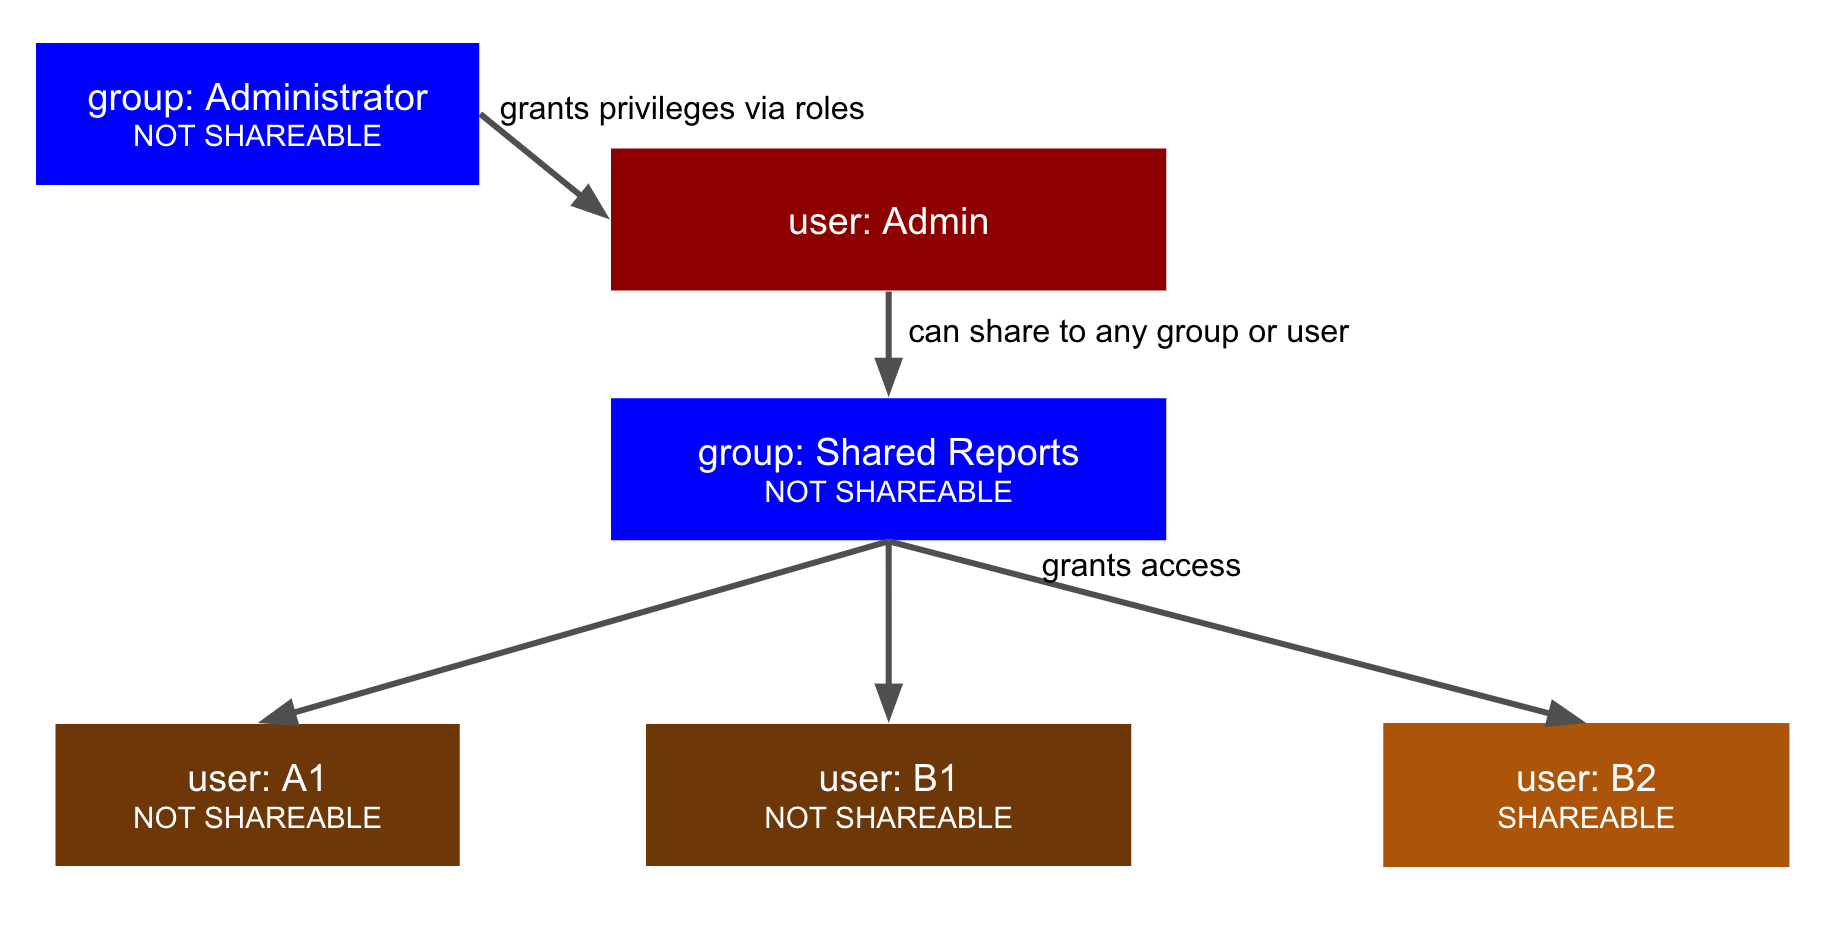 group: Administrator
NOT SHAREABLE
grants privileges via roles
user: Admin
can share to any group or user
group: Shared Reports
NOT SHAREABLE
grants access
user: A1
NOT SHAREABLE
user: B1
NOT SHAREABLE
user: B2
SHAREABLE